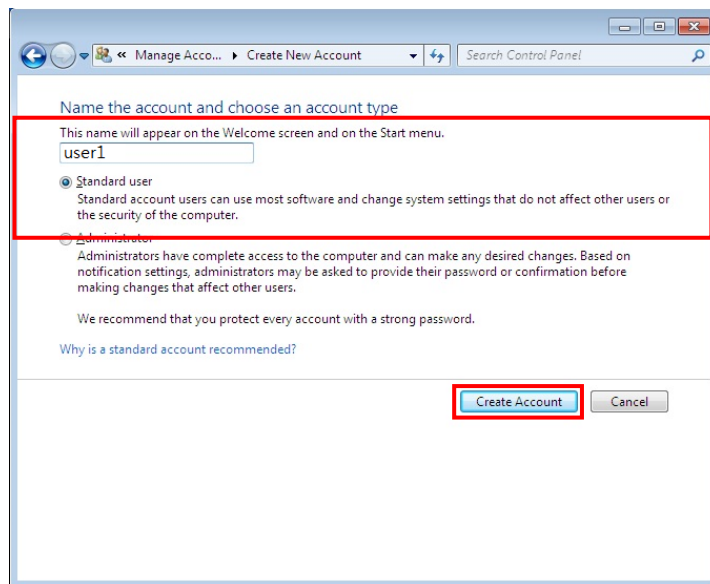 « Manage Acco... Create New Account Search Control Panel
Name the account and choose an account type
This name will appear on the Welcome screen and on the Start menu.
user1
Standard user
Standard account users can use most software and change system settings that do not affect other users or
the security of the computer.
Administrator
Administrators have complete access to the computer and can make any desired changes. Based on
notification settings, administrators may be asked to provide their password or confirmation before
making changes that affect other users.
We recommend that you protect every account with a strong password.
Why is a standard account recommended?
Create Account Cancel